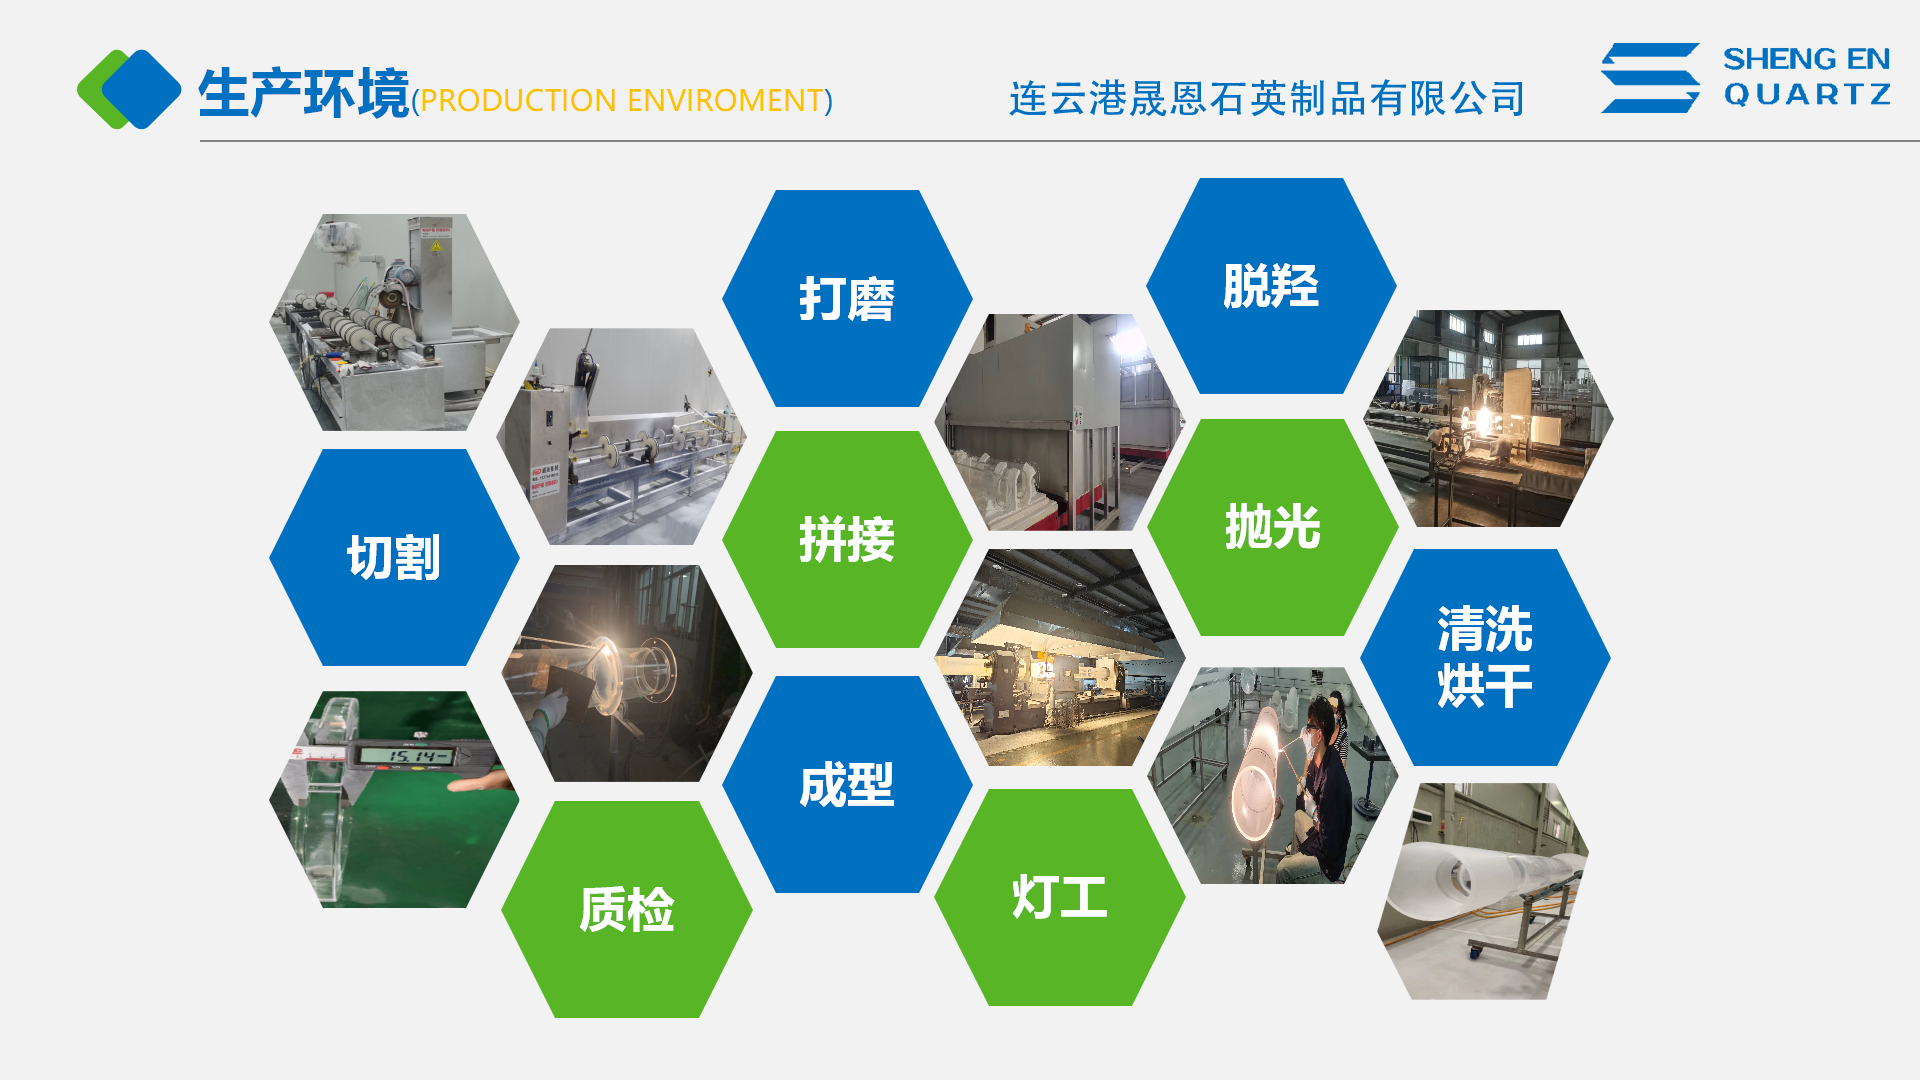 生产环境(PRODUCTION ENVIROMENT)
连云港晟恩石英制品有限公司
SHENG EN
QUARTZ
打磨
脱羟
切割
拼接
抛光
清洗
烘干
15.14
成型
质检
灯工